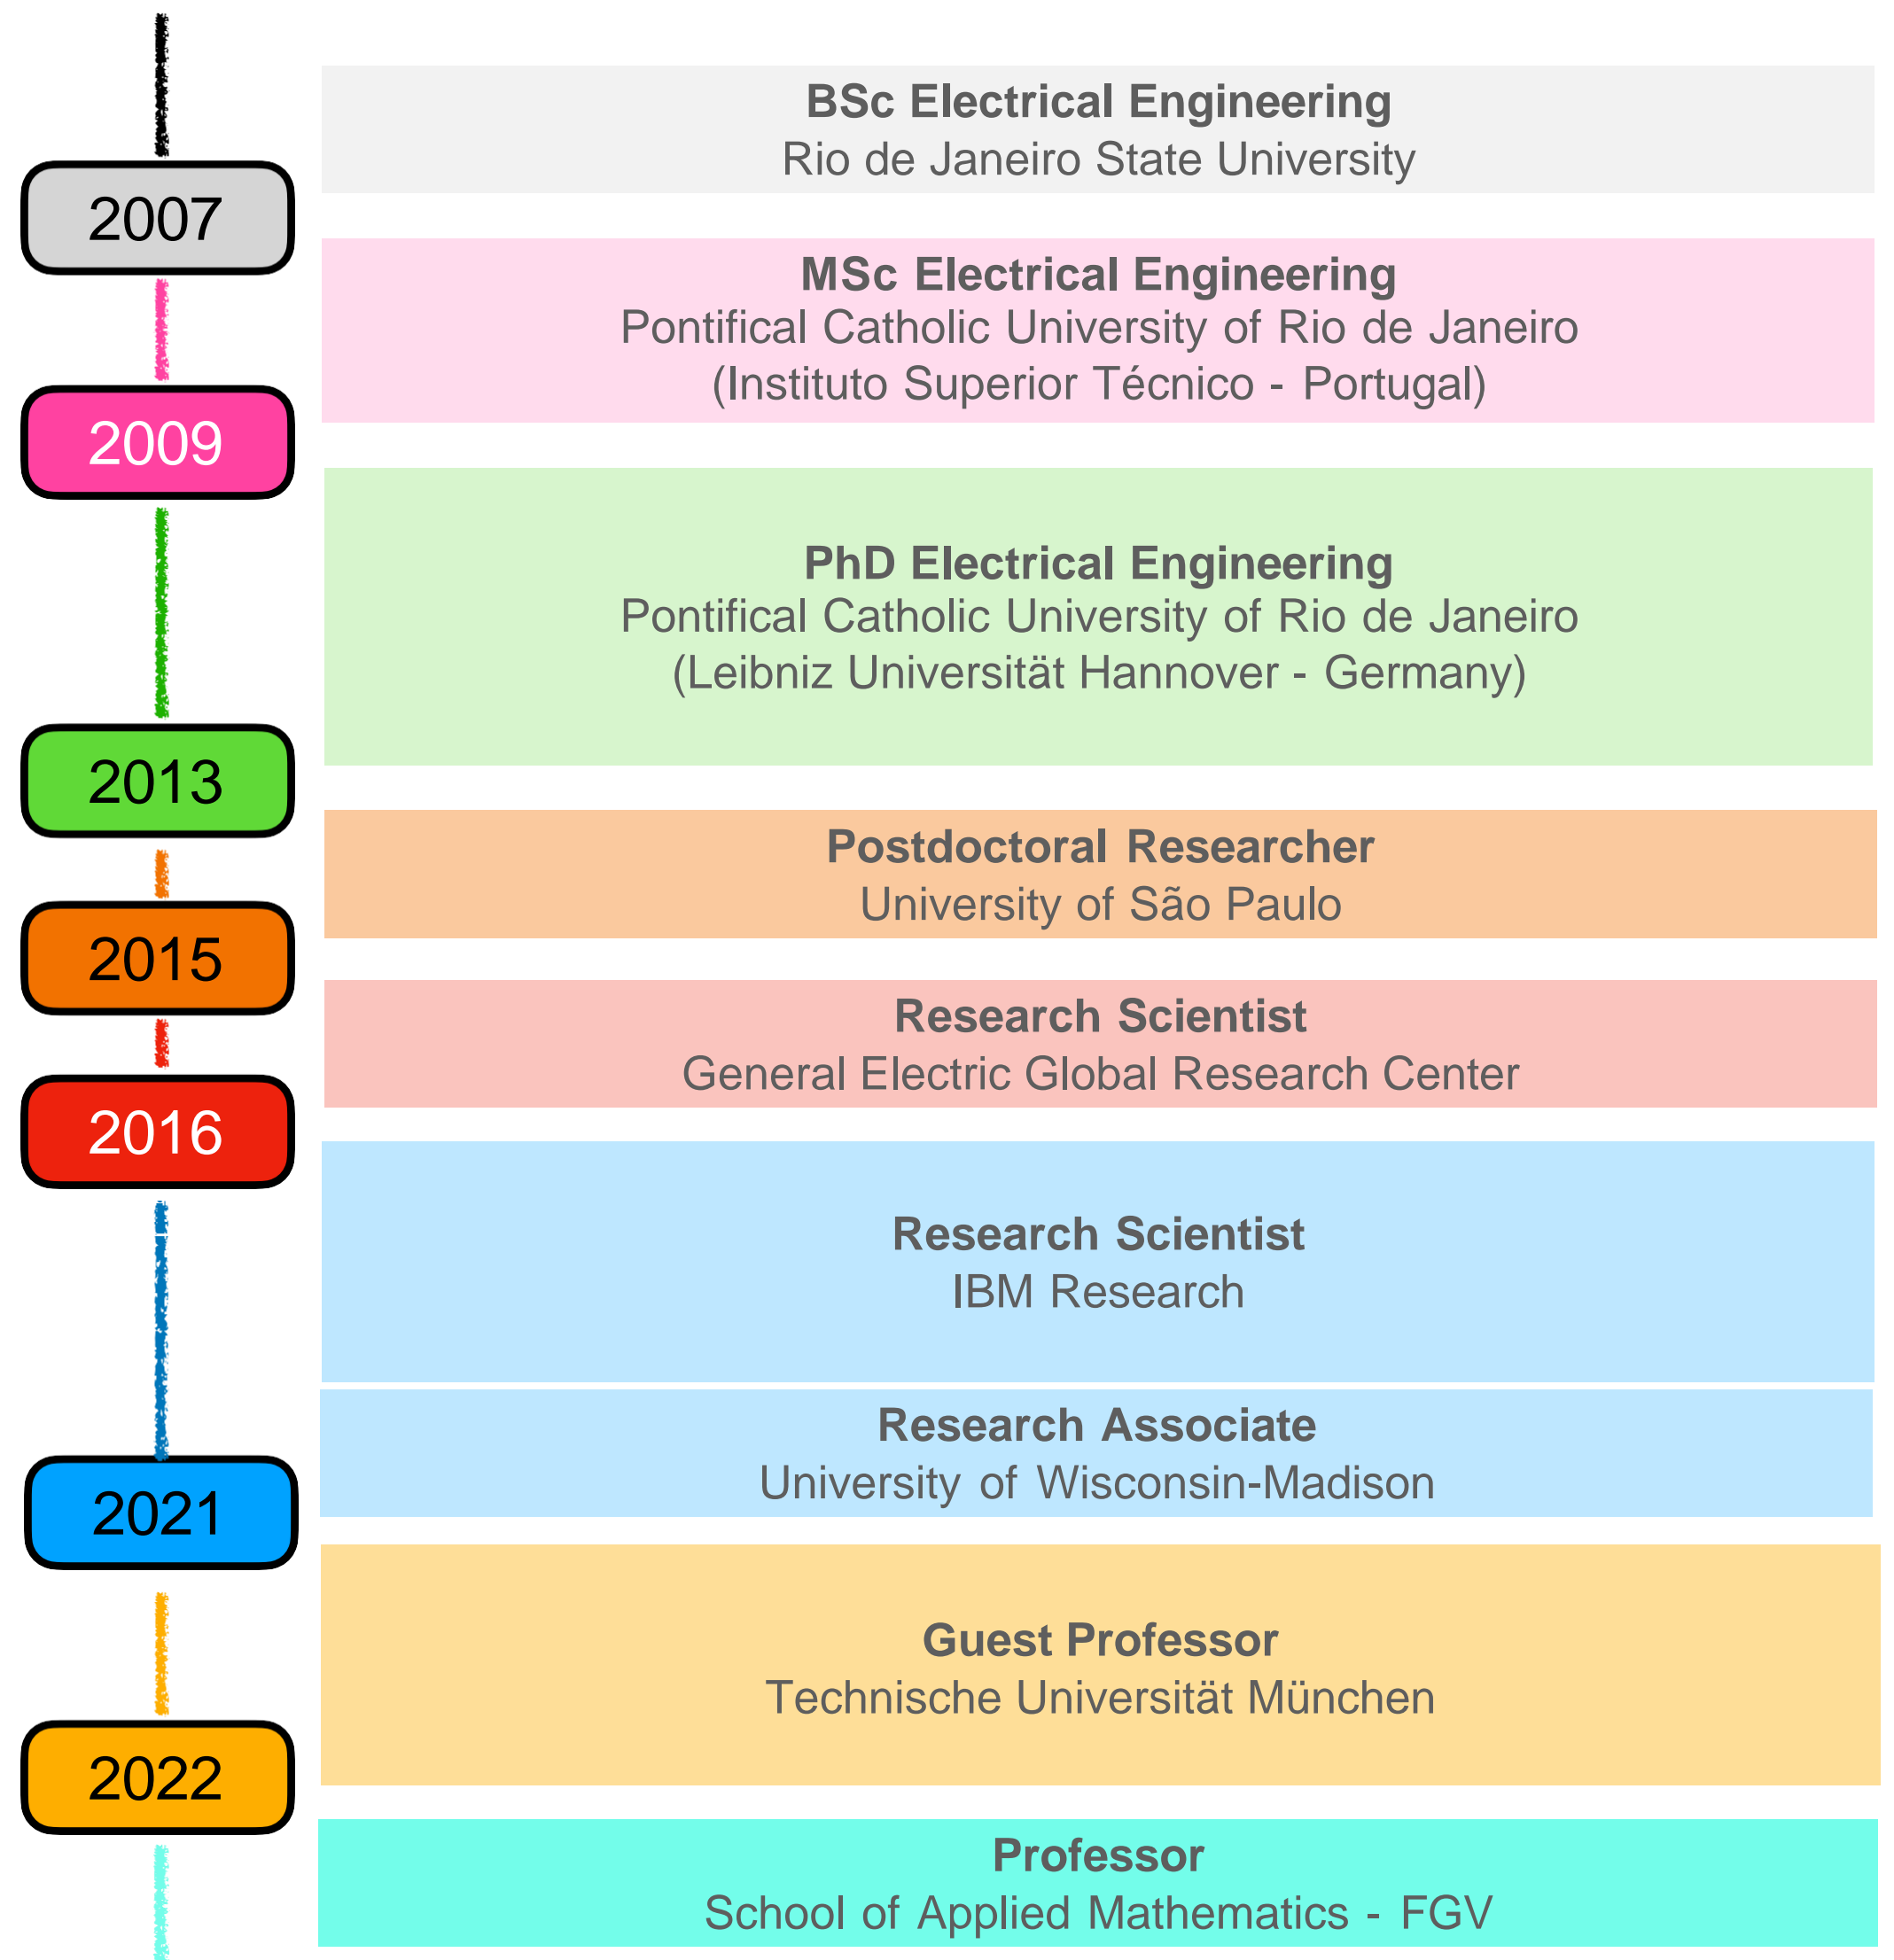 BSc Electrical Engineering
Rio de Janeiro State University
2007
MSc Electrical Engineering
Pontifical Catholic University of Rio de Janeiro
(Instituto Superior Técnico - Portugal)
2009
PhD Electrical Engineering
Pontifical Catholic University of Rio de Janeiro
(Leibniz Universität Hannover - Germany)
2013
Postdoctoral Researcher
University of São Paulo
2015
Research Scientist
General Electric Global Research Center
2016
Research Scientist
IBM Research
Research Associate
University of Wisconsin-Madison
2021
Guest Professor
Technische Universität München
2022
Professor
School of Applied Mathematics - FGV